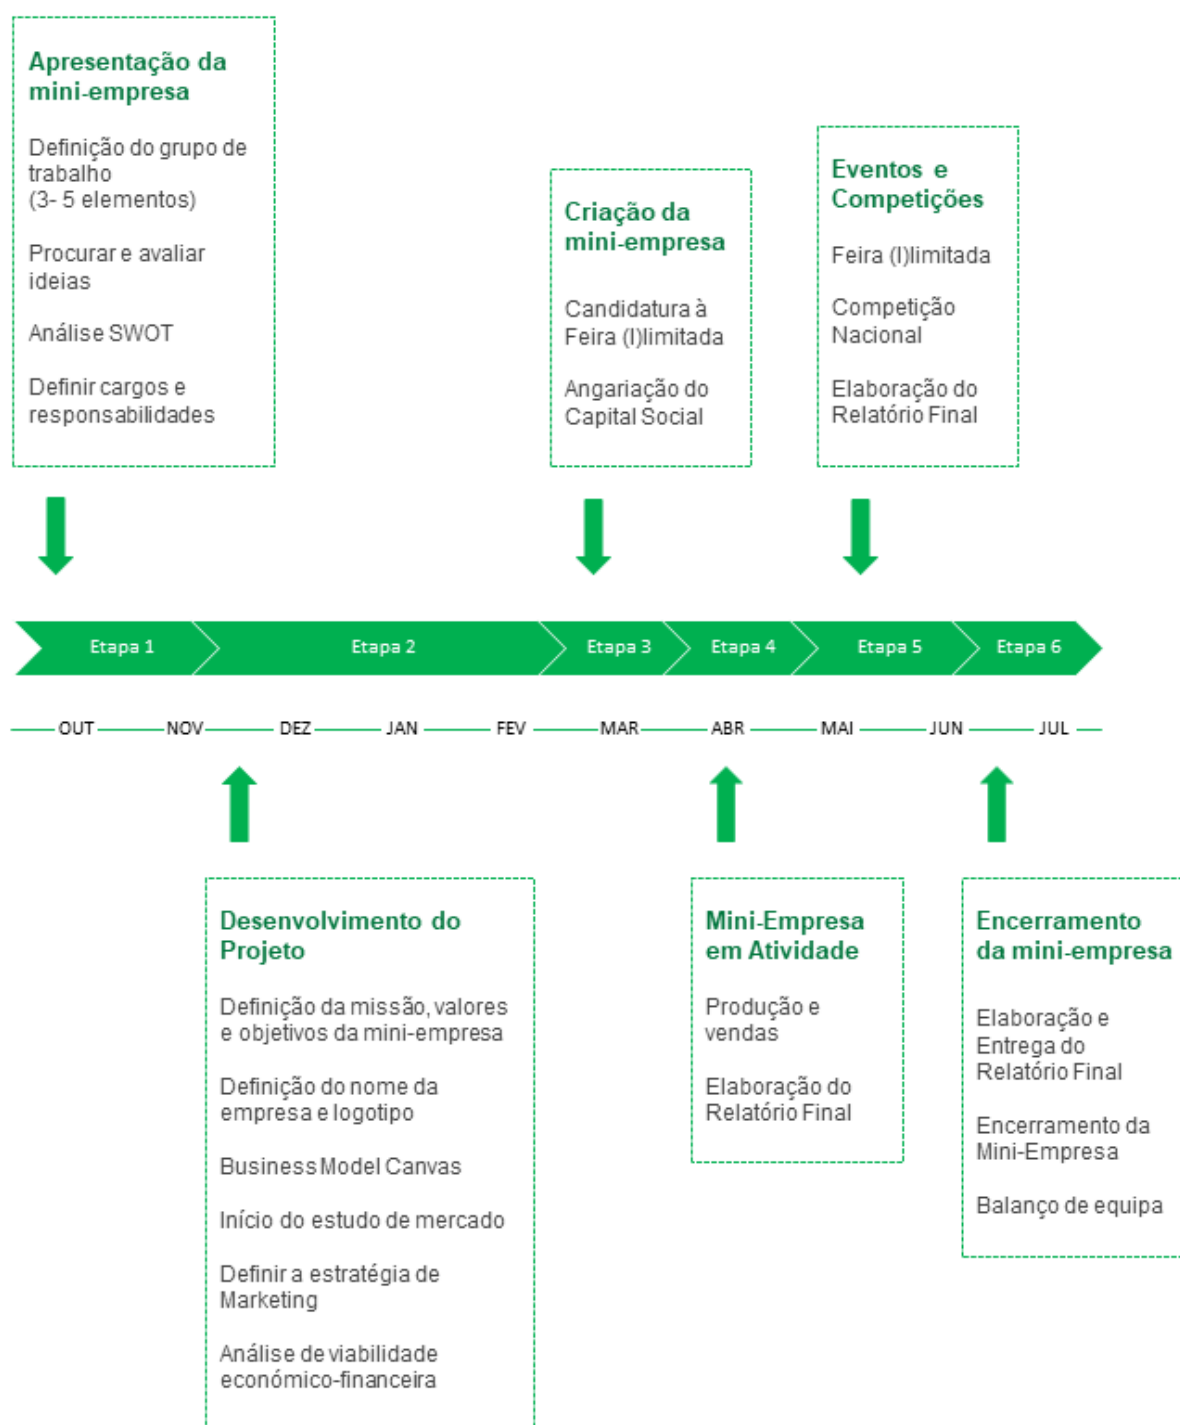 Apresentação da
mini-empresa
Definição do grupo de
trabalho
(3- 5 elementos)
Procurar e avaliar
ideias
Análise SWOT
Definir cargos e
responsabilidades
Criação da
mini-empresa
Candidatura à
Feira (I)limitada
Angariação do
Capital Social
Eventos e
Competições
Feira (I)limitada
Competição
Nacional
Elaboração do
Relatório Final
Etapa 1
Etapa 2
Etapa 3
Etapa 4
Etapa 5
Etapa 6
OUT
NOV
DEZ
JAN
FEV
MAR
ABR
MAI
JUN
JUL
Desenvolvimento do
Projeto
Definição da missão, valores
e objetivos da mini-empresa
Definição do nome da
empresa e logotipo
Business Model Canvas
Início do estudo de mercado
Definir a estratégia de
Marketing
Análise de viabilidade
económico-financeira
Mini-Empresa
em Atividade
Produção e
vendas
Elaboração do
Relatório Final
Encerramento
da mini-empresa
Elaboração e
Entrega do
Relatório Final
Encerramento da
Mini-Empresa
Balanço de equipa